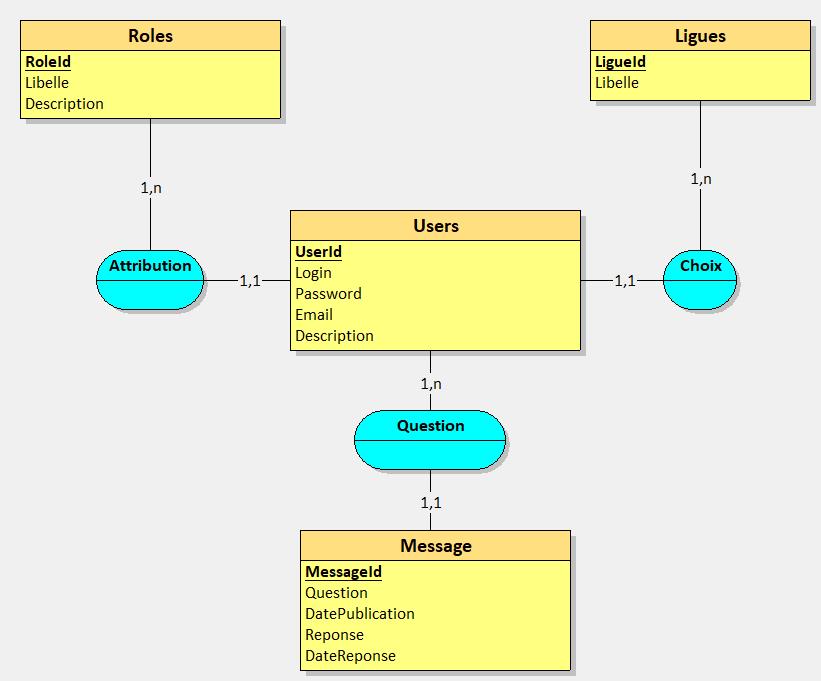 Roles
RoleId
Libelle
Description
Ligues
LigueId
Libelle
1,n
1,n
Users
UserId
Login
Password
Email
Description
Attribution
1,1
1,1
Choix
1,n
Question
1,1
Message
MessageId
Question
DatePublication
Reponse
DateReponse